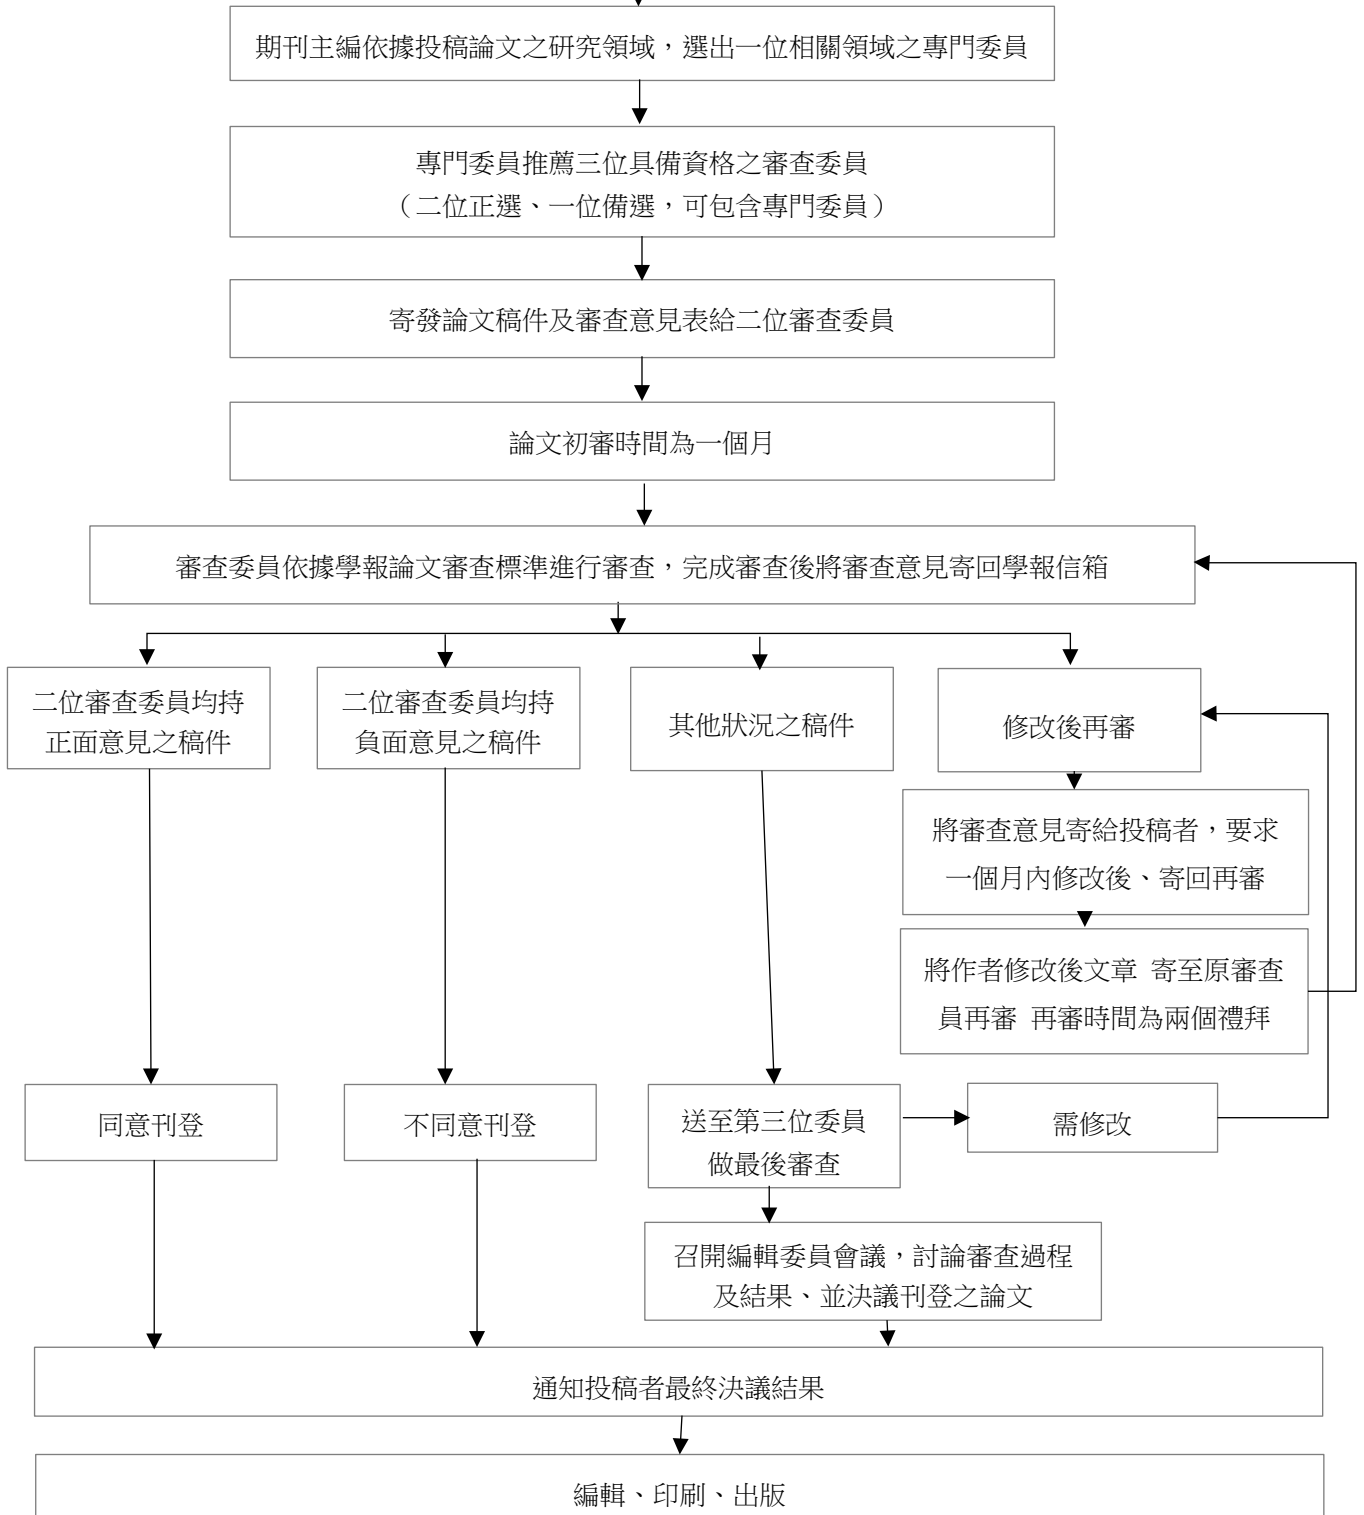 期刊主編依據投稿論文之研究領域，選出一位相關領域之專門委員
專門委員推薦三位具備資格之審查委員
（二位正選、一位備選，可包含專門委員）
寄發論文稿件及審查意見表給二位審查委員
論文初審時間為一個月
審查委員依據學報論文審查標準進行審查，完成審查後將審查意見寄回學報信箱
二位審查委員均持
正面意見之稿件
二位審查委員均持
負面意見之稿件
其他狀況之稿件
修改後再審
將審查意見寄給投稿者，要求
一個月內修改後、寄回再審
將作者修改後文章 寄至原審查
員再審 再審時間為兩個禮拜
同意刊登
不同意刊登
送至第三位委員
做最後審查
需修改
召開編輯委員會議，討論審查過程
及結果、並決議刊登之論文
通知投稿者最終決議結果
編輯、印刷、出版